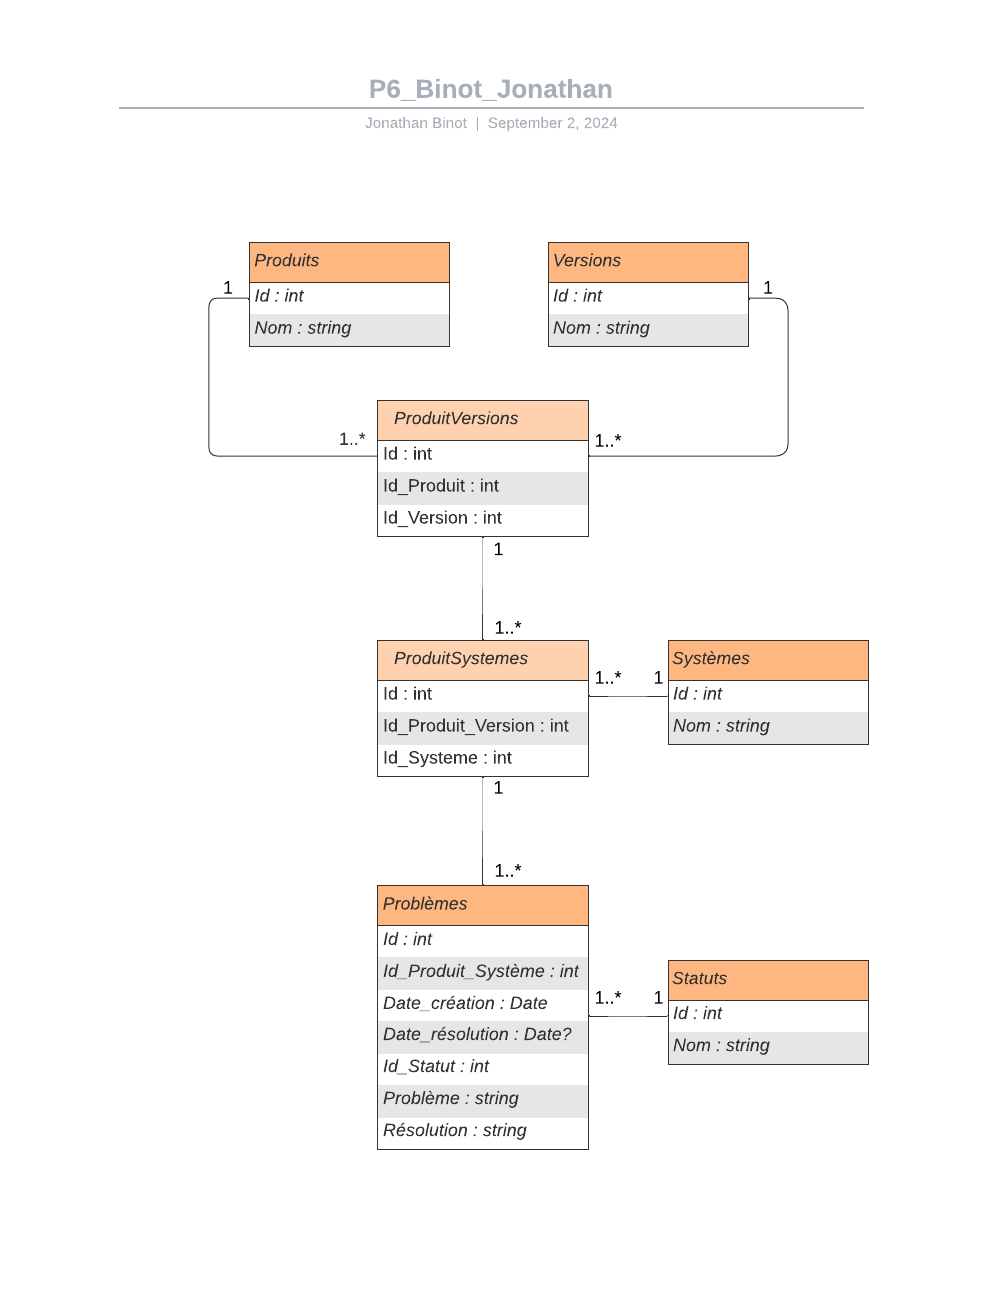 P6_Binot_Jonathan
Jonathan Binot | September 2, 2024
Produits
Id : int
Nom : string
Versions
Id : int
Nom : string
1
1
ProduitVersions
Id : int
Id_Produit : int
Id_Version : int
1..*
1..*
1
1..*
ProduitSystemes
Id : int
Id_Produit_Version : int
Id_Systeme : int
1..*
1
Systèmes
Id : int
Nom : string
1
1..*
Problèmes
Id : int
Id_Produit_Système : int
Date_création : Date
Date_résolution : Date?
Id_Statut : int
Problème : string
Résolution : string
1..*
1
Statuts
Id : int
Nom : string